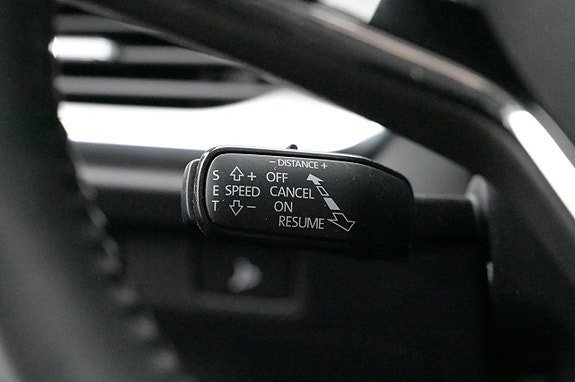 - DISTANCE +
S + OFF
E SPEED CANCEL
T - ON
RESUME